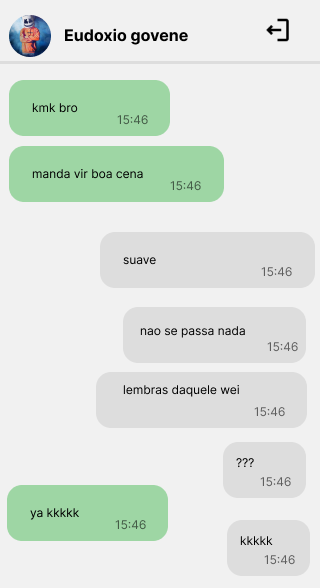 Eudoxio govene
kmk bro
15:46
manda vir boa cena
15:46
suave
15:46
nao se passa nada
15:46
lembras daquele wei
15:46
???
15:46
ya kkkkk
15:46
kkkkk
15:46